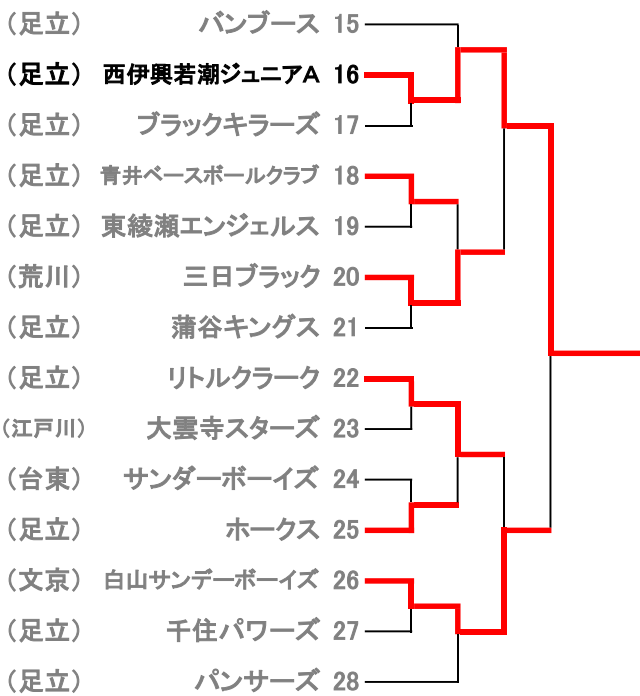 （足立） バンブース 15
（足立） 西伊興若潮ジュニアA 16
（足立） ブラックキラーズ 17
（足立） 青井ベースボールクラブ 18
（足立） 東綾瀬エンジェルス 19
（荒川） 三日ブラック 20
（足立） 蒲谷キングス 21
（足立） リトルクラーク 22
（江戸川） 大雲寺スターズ 23
（台東） サンダーボーイズ 24
（足立） ホークス 25
（文京） 白山サンデーボーイズ 26
（足立） 千住パワーズ 27
（足立） パンサーズ 28